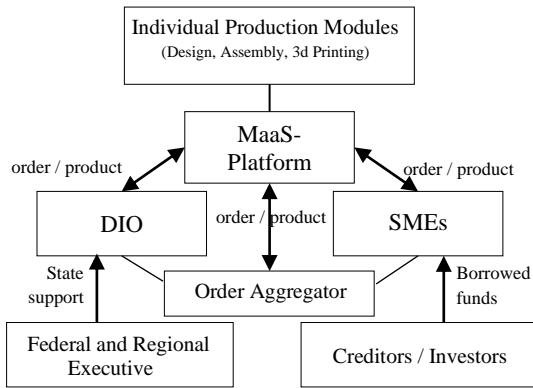 Individual Production Modules
(Design, Assembly, 3d Printing)
MaaS-
Platform
order / product
order / product
order / product
DIO
SMEs
State
support
Order Aggregator
Borrowed
funds
Federal and Regional
Executive
Creditors / Investors